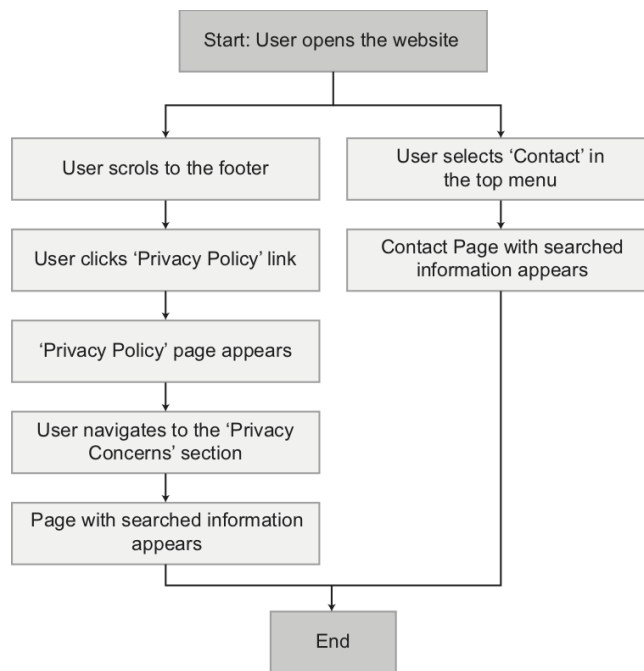 Start: User opens the website
User scrols to the footer
User clicks ‘Privacy Policy’ link
‘Privacy Policy’ page appears
User navigates to the ‘Privacy
Concerns’ section
Page with searched information
appears
User selects ‘Contact’ in
the top menu
Contact Page with searched
information appears
End